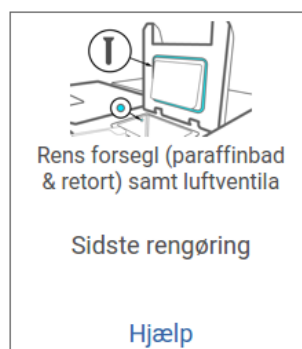 Rens forsegl (paraffinbad
& retort) samt luftventila
Sidste rengøring
Hjælp